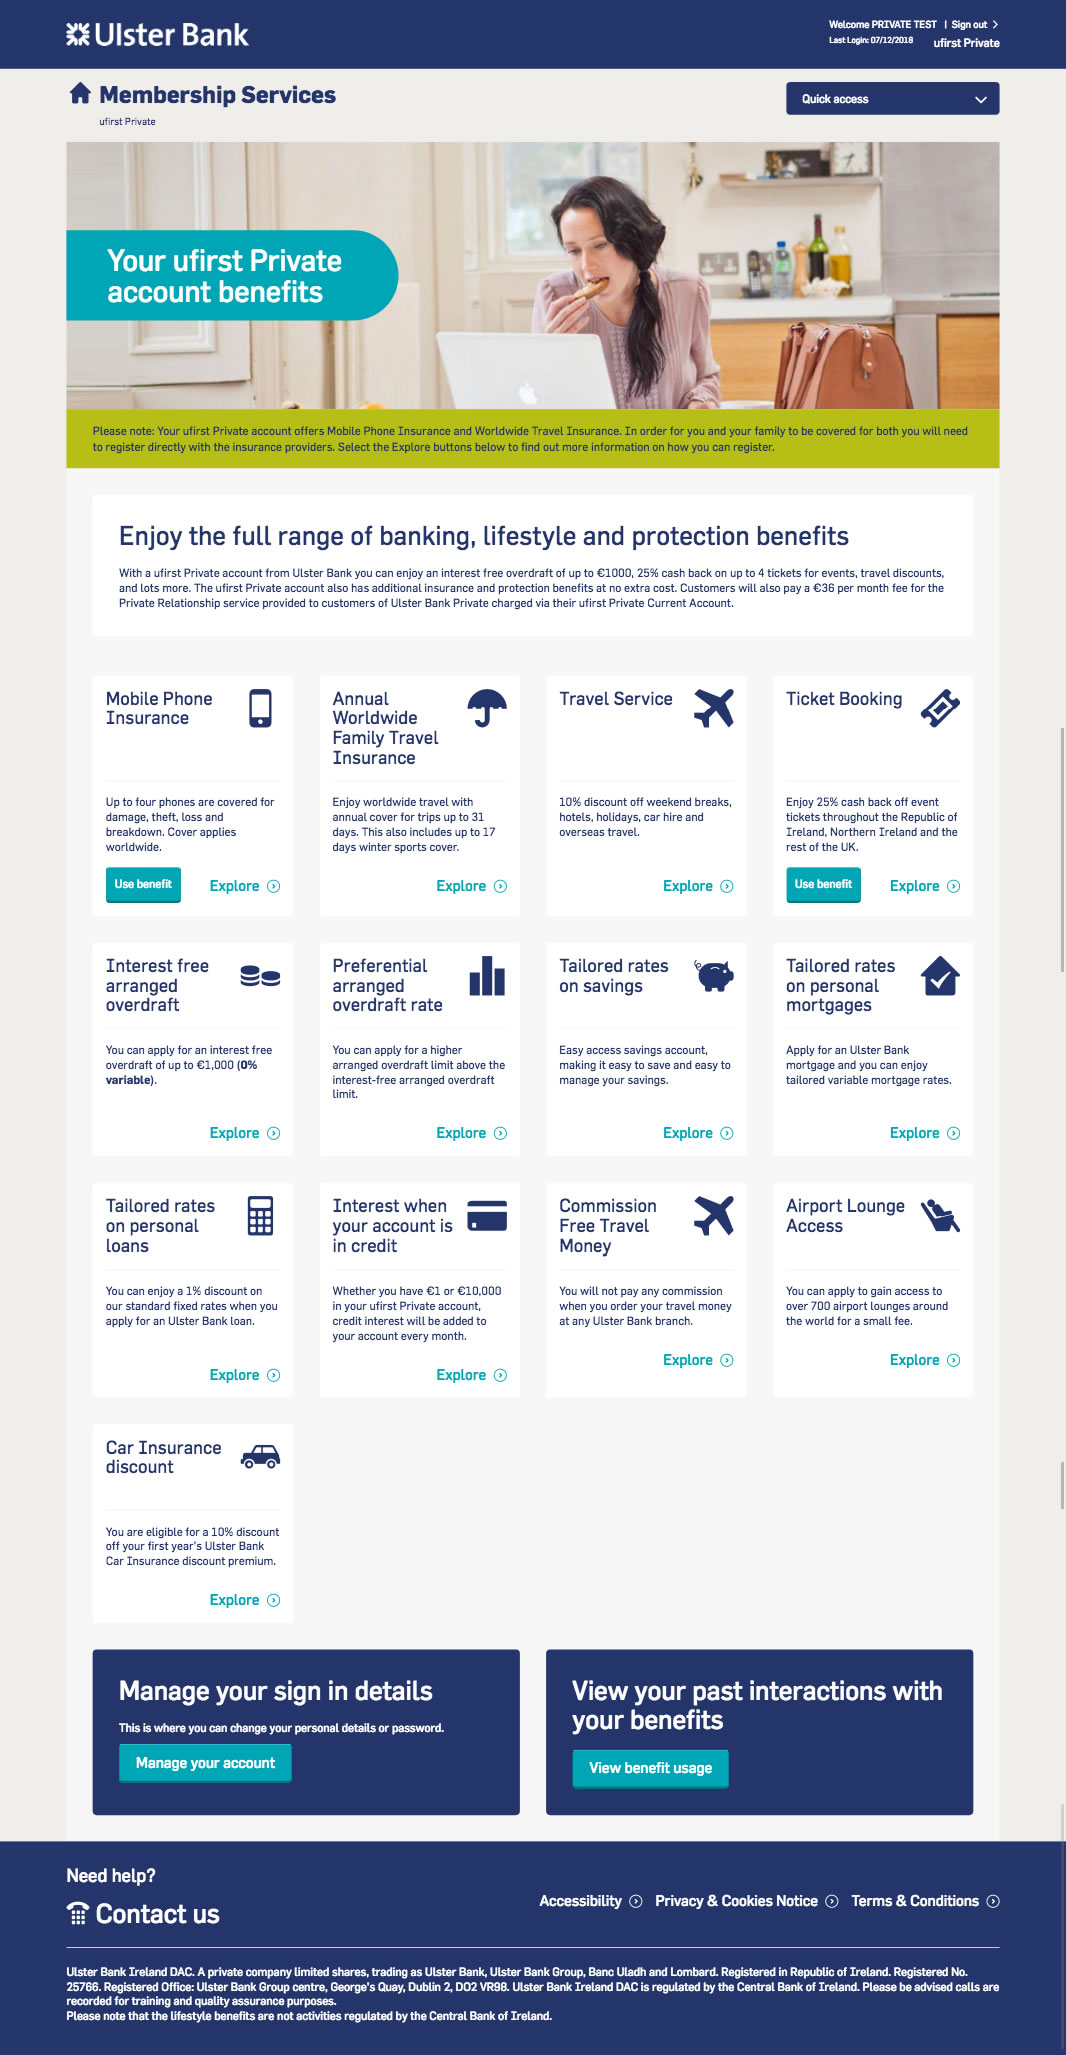 Ulster Bank
Welcome PRIVATE TEST | Sign out
Last Login: 07/12/2018 ufirst Private
Membership Services
ufirst Private
Quick access
Your ufirst Private
account benefits
Please note: Your ufirst Private account offers Mobile Phone Insurance and Worldwide Travel Insurance. In order for you and your family to be covered for both you will need
to register directly with the insurance providers. Select the Explore buttons below to find out more information on how you can register.
Enjoy the full range of banking, lifestyle and protection benefits
With a ufirst Private account from Ulster Bank you can enjoy an interest free overdraft of up to €1000, 25% cash back on up to 4 tickets for events, travel discounts,
and lots more. The ufirst Private account also has additional insurance and protection benefits at no extra cost. Customers will also pay a €36 per month fee for the
Private Relationship service provided to customers of Ulster Bank Private charged via their ufirst Private Current Account.
Mobile Phone
Insurance
Up to four phones are covered for
damage, theft, loss and
breakdown. Cover applies
worldwide.
Use benefit
Explore
Annual
Worldwide
Family Travel
Insurance
Enjoy worldwide travel with
annual cover for trips up to 31
days. This also includes up to 17
days winter sports cover.
Explore
Travel Service
10% discount off weekend breaks,
hotels, holidays, car hire and
overseas travel.
Explore
Ticket Booking
Enjoy 25% cash back off event
tickets throughout the Republic of
Ireland, Northern Ireland and the
rest of the UK.
Use benefit
Explore
Interest free
arranged
overdraft
You can apply for an interest free
overdraft of up to €1,000 (0%
variable).
Explore
Preferential
arranged
overdraft rate
You can apply for a higher
arranged overdraft limit above the
interest-free arranged overdraft
limit.
Explore
Tailored rates
on savings
Easy access savings account,
making it easy to save and easy to
manage your savings.
Explore
Tailored rates
on personal
mortgages
Apply for an Ulster Bank
mortgage and you can enjoy
tailored variable mortgage rates.
Explore
Tailored rates
on personal
loans
You can enjoy a 1% discount on
our standard fixed rates when you
apply for an Ulster Bank loan.
Explore
Interest when
your account is
in credit
Whether you have €1 or €10,000
in your ufirst Private account,
credit interest will be added to
your account every month.
Explore
Commission
Free Travel
Money
You will not pay any commission
when you order your travel money
at any Ulster Bank branch.
Explore
Airport Lounge
Access
You can apply to gain access to
over 700 airport lounges around
the world for a small fee.
Explore
Car Insurance
discount
You are eligible for a 10% discount
off your first year's Ulster Bank
Car Insurance discount premium.
Explore
Manage your sign in details
This is where you can change your personal details or password.
Manage your account
View your past interactions with
your benefits
View benefit usage
Need help?
Contact us
Accessibility Privacy & Cookies Notice Terms & Conditions
Ulster Bank Ireland DAC. A private company limited shares, trading as Ulster Bank, Ulster Bank Group, Banc Uladh and Lombard. Registered in Republic of Ireland. Registered No.
25766. Registered Office: Ulster Bank Group centre, George's Quay, Dublin 2, D02 VR98. Ulster Bank Ireland DAC is regulated by the Central Bank of Ireland. Please be advised calls are
recorded for training and quality assurance purposes.
Please note that the lifestyle benefits are not activities regulated by the Central Bank of Ireland.